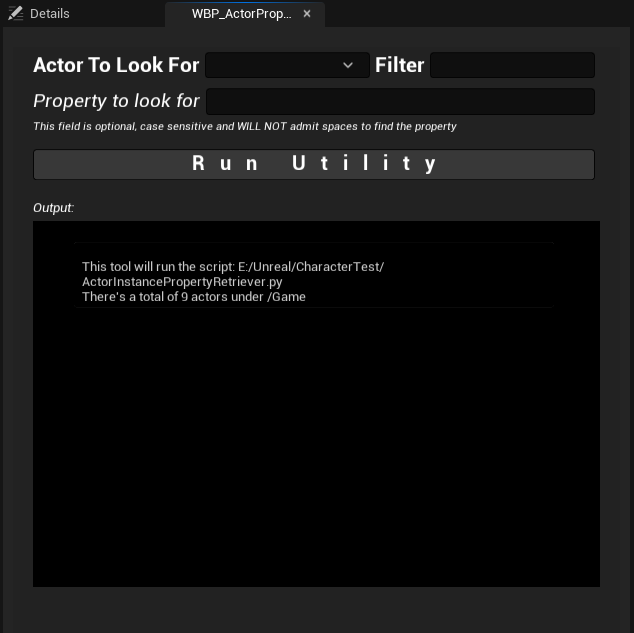 Details
WBP_ActorProp...
Actor To Look For
Filter
Property to look for
This field is optional, case sensitive and WILL NOT admit spaces to find the property
Run Utility
Output:
This tool will run the script: E:/Unreal/CharacterTest/
ActorInstancePropertyRetriever.py
There's a total of 9 actors under /Game